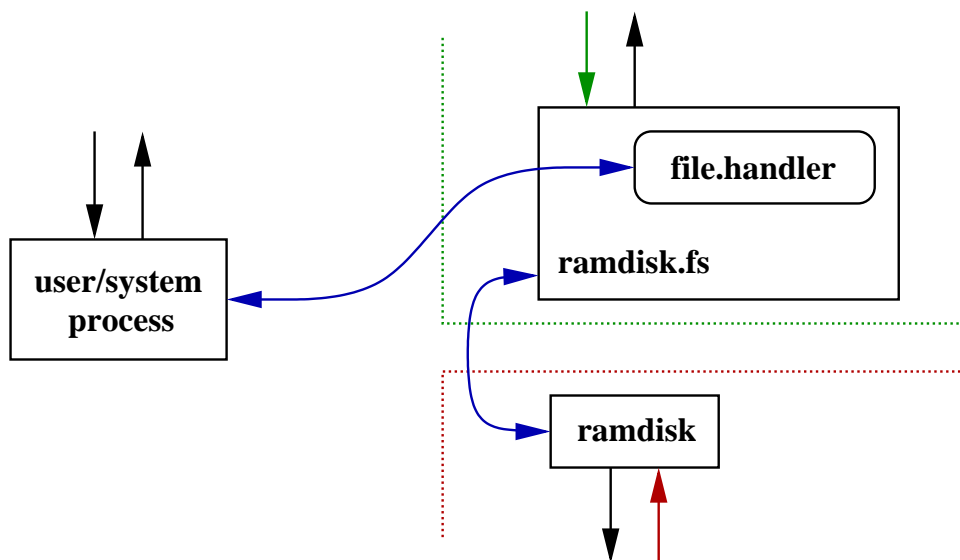 file.handler
ramdisk.fs
user/system
process
ramdisk